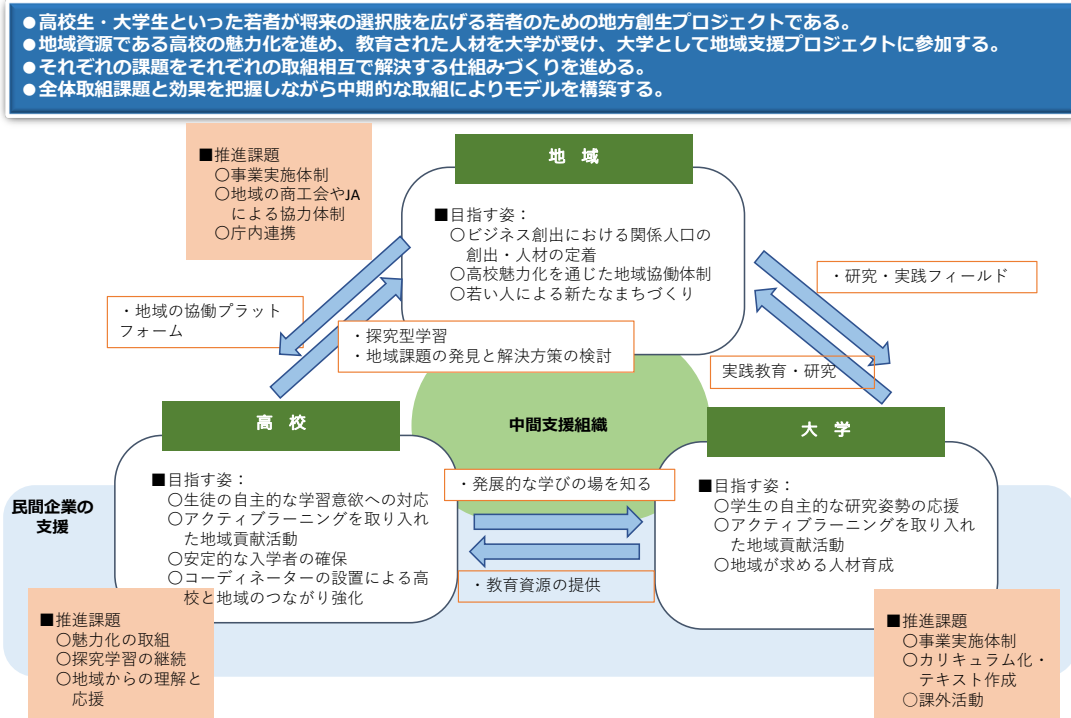 ●高校生・大学生といった若者が将来の選択肢を広げる若者のための地方創生プロジェクトである。
●地域資源である高校の魅力化を進め、教育された人材を大学が受け、大学として地域支援プロジェクトに参加する。
●それぞれの課題をそれぞれの取組相互で解決する仕組みづくりを進める。
●全体取組課題と効果を把握しながら中期的な取組によりモデルを構築する。
■推進課題
○事業実施体制
○地域の商工会やJA
による協力体制
○庁内連携
地 域
■目指す姿：
○ビジネス創出における関係人口の
創出・人材の定着
○高校魅力化を通じた地域協働体制
○若い人による新たなまちづくり
・研究・実践フィールド
・地域の協働プラット
フォーム
・探究型学習
・地域課題の発見と解決方策の検討
実践教育・研究
高 校
中間支援組織
大 学
民間企業の
支援
■目指す姿：
○生徒の自主的な学習意欲への対応
○アクティブラーニングを取り入れ
た地域貢献活動
○安定的な入学者の確保
○コーディネーターの設置による高
校と地域のつながり強化
・発展的な学びの場を知る
・教育資源の提供
■目指す姿：
○学生の自主的な研究姿勢の応援
○アクティブラーニングを取り入れ
た地域貢献活動
○地域が求める人材育成
■推進課題
○魅力化の取組
○探究学習の継続
○地域からの理解と
応援
■推進課題
○事業実施体制
○カリキュラム化・
テキスト作成
○課外活動